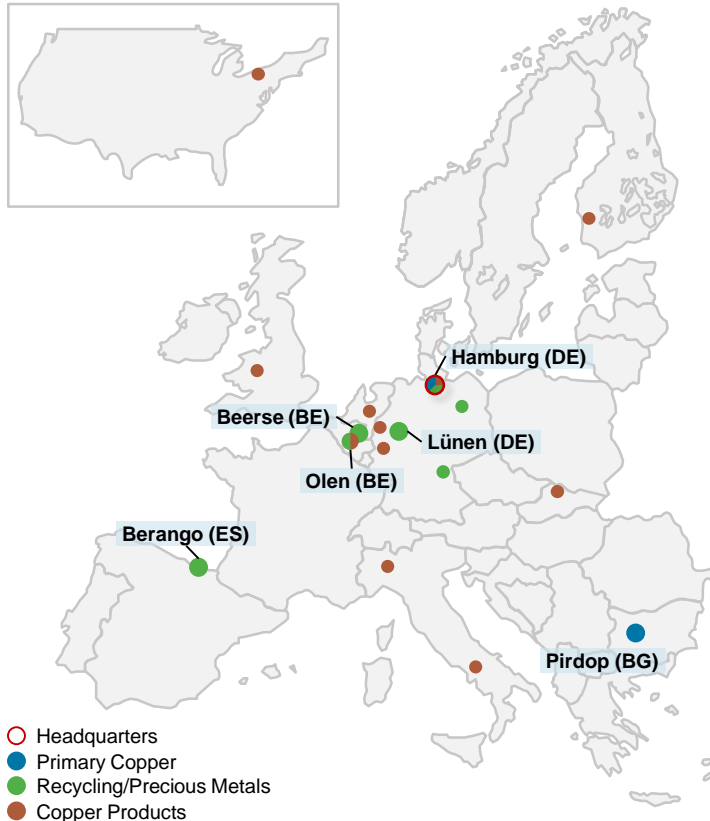 Hamburg (DE)
Beerse (BE)
Lünen (DE)
Olen (BE)
Berango (ES)
Pirdop (BG)
Headquarters
Primary Copper
Recycling/Precious Metals
Copper Products